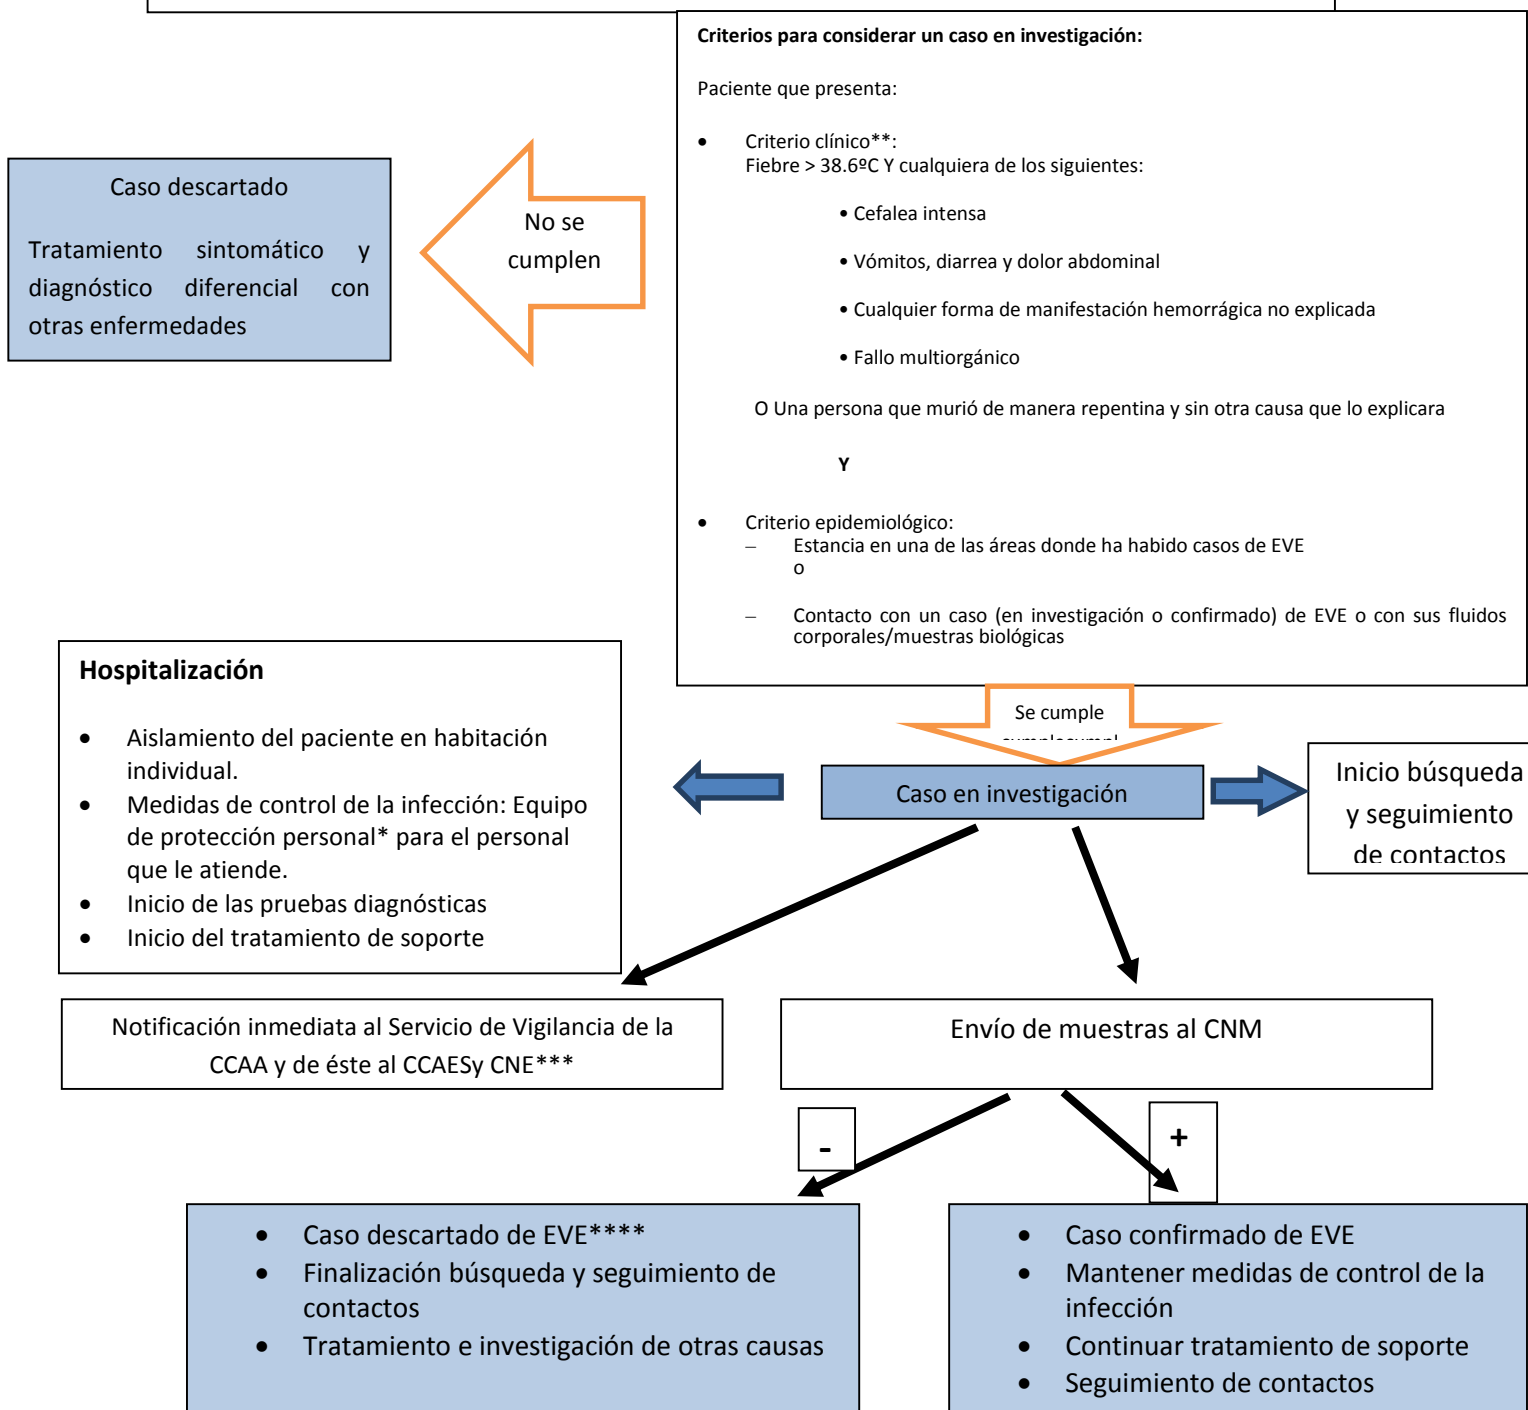 Criterios para considerar un caso en investigación:
Paciente que presenta:
• Criterio clínico**:
Fiebre > 38.6ºC Y cualquiera de los siguientes:
• Cefalea intensa
• Vómitos, diarrea y dolor abdominal
• Cualquier forma de manifestación hemorrágica no explicada
• Fallo multiorgánico
O Una persona que murió de manera repentina y sin otra causa que lo explicara
Y
• Criterio epidemiológico:
– Estancia en una de las áreas donde ha habido casos de EVE
o
– Contacto con un caso (en investigación o confirmado) de EVE o con sus fluidos
corporales/muestras biológicas
No se
cumplen
Caso descartado
Tratamiento sintomático y
diagnóstico diferencial con
otras enfermedades
Se cumple
Caso en investigación
Inicio búsqueda
y seguimiento
de contactos
Hospitalización
• Aislamiento del paciente en habitación
individual.
• Medidas de control de la infección: Equipo
de protección personal* para el personal
que le atiende.
• Inicio de las pruebas diagnósticas
• Inicio del tratamiento de soporte
Notificación inmediata al Servicio de Vigilancia de la
CCAA y de éste al CCAESy CNE***
Envío de muestras al CNM
-
+
• Caso descartado de EVE****
• Finalización búsqueda y seguimiento de
contactos
• Tratamiento e investigación de otras causas
• Caso confirmado de EVE
• Mantener medidas de control de la
infección
• Continuar tratamiento de soporte
• Seguimiento de contactos